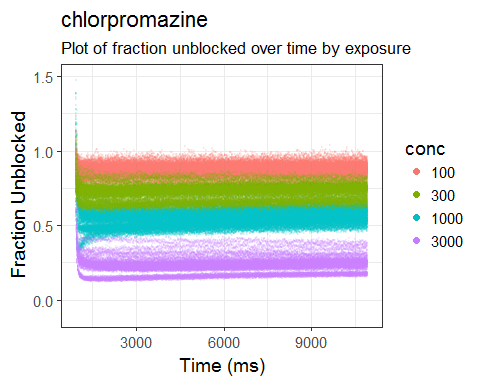 chlorpromazine
Plot of fraction unblocked over time by exposure
1.5
1.0
0.5
0.0
Fraction Unblocked
3000
6000
9000
Time (ms)
conc
100
300
1000
3000